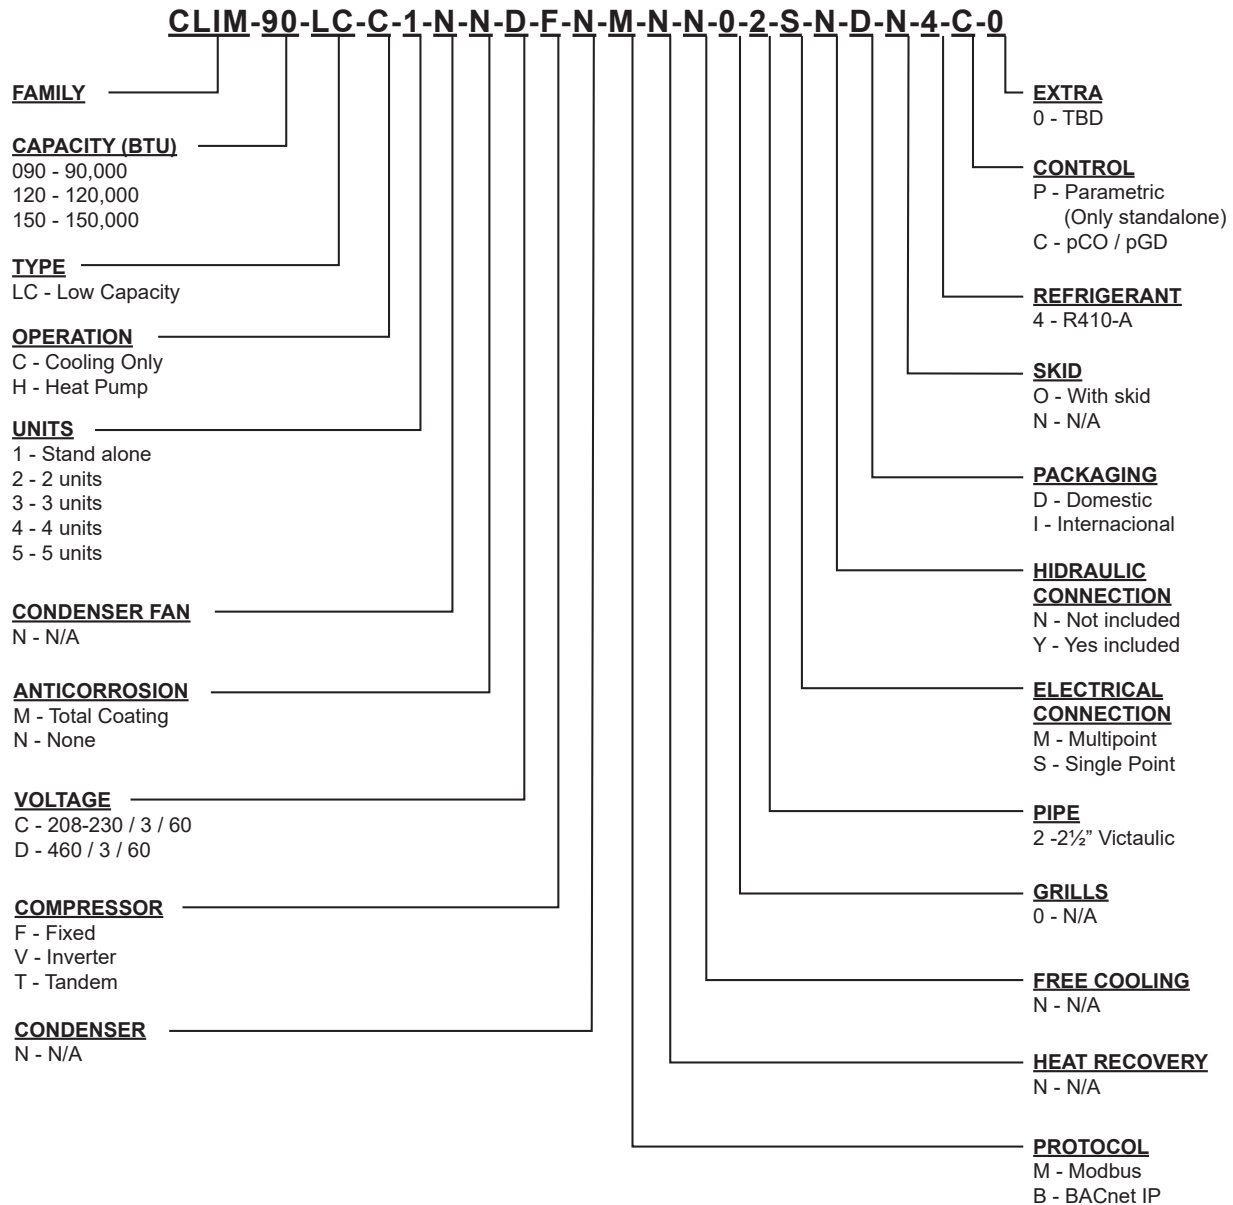 CLIM-90-LC-C-1-N-N-D-F-N-M-N-N-0-2-S-N-D-N-4-C-0
FAMILY
CAPACITY (BTU)
090 - 90,000
120 - 120,000
150 - 150,000
TYPE
LC - Low Capacity
OPERATION
C - Cooling Only
H - Heat Pump
UNITS
1 - Stand alone
2 - 2 units
3 - 3 units
4 - 4 units
5 - 5 units
CONDENSER FAN
N - N/A
ANTICORROSION
M - Total Coating
N - None
VOLTAGE
C - 208-230 / 3 / 60
D - 460 / 3 / 60
COMPRESSOR
F - Fixed
V - Inverter
T - Tandem
CONDENSER
N - N/A
EXTRA
0 - TBD
CONTROL
P - Parametric
(Only standalone)
C - pCO / pGD
REFRIGERANT
4 - R410-A
SKID
O - With skid
N - N/A
PACKAGING
D - Domestic
I - Internacional
HIDRAULIC
CONNECTION
N - Not included
Y - Yes included
ELECTRICAL
CONNECTION
M - Multipoint
S - Single Point
PIPE
2 -2½” Victaulic
GRILLS
0 - N/A
FREE COOLING
N - N/A
HEAT RECOVERY
N - N/A
PROTOCOL
M - Modbus
B - BACnet IP